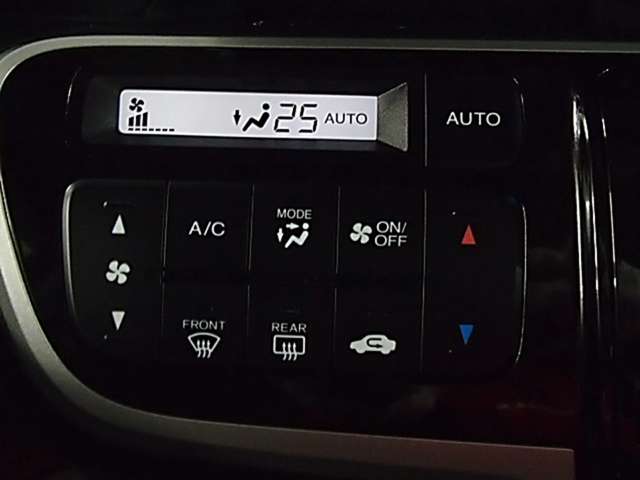 25 AUTO
AUTO
A/C
MODE
ON/
OFF
FRONT
REAR